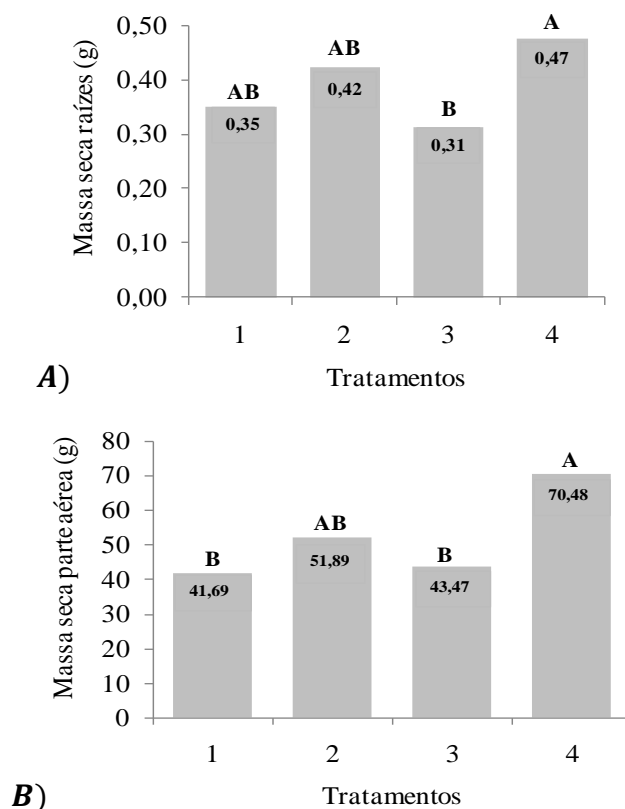 Massa seca raízes (g)
0,50
0,40
0,30
0,20
0,10
0,00
AB
0,35
AB
0,42
B
0,31
A
0,47
1 2 3 4
Tratamentos
A)
Massa seca parte aérea (g)
80
70
60
50
40
30
20
10
0
B
41,69
AB
51,89
B
43,47
A
70,48
1 2 3 4
Tratamentos
B)